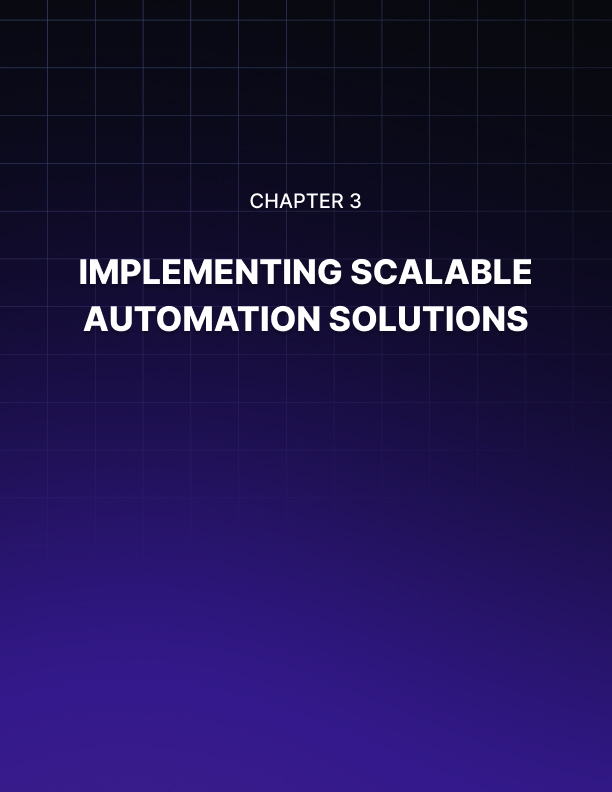 CHAPTER 3
IMPLEMENTING SCALABLE
AUTOMATION SOLUTIONS